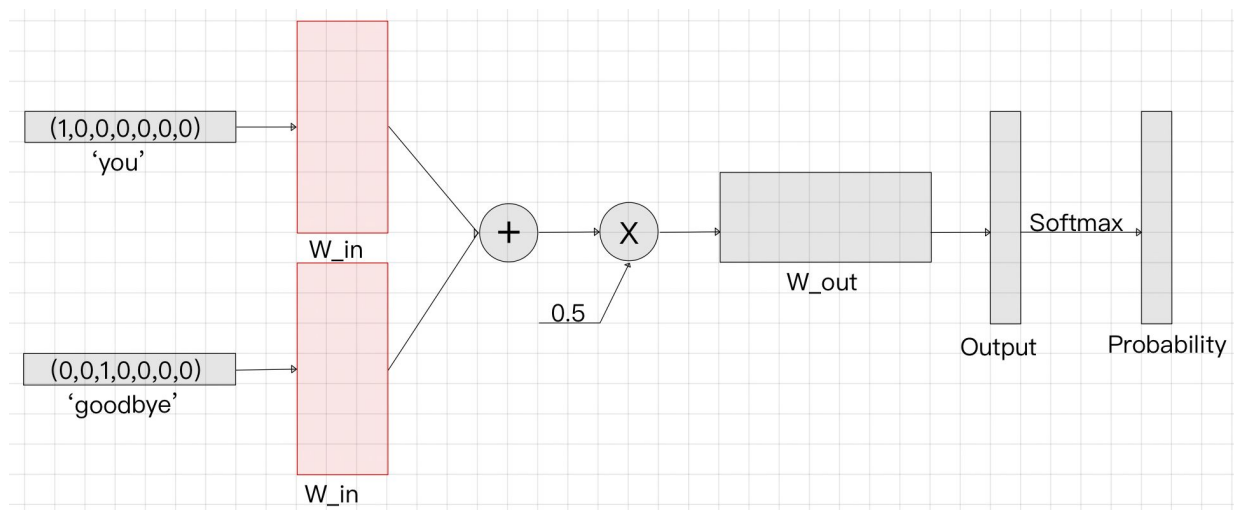 (1,0,0,0,0,0,0)
‘you’
W_in
(0,0,1,0,0,0,0)
‘goodbye’
W_in
+
X
0.5
W_out
Output
Softmax
Probability